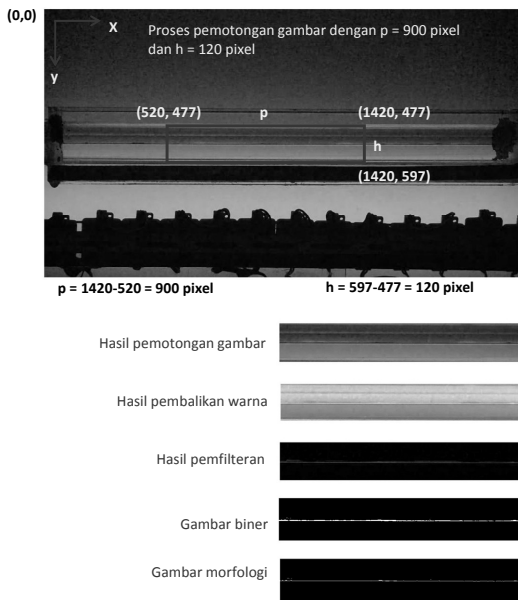 (0,0)
X
Proses pemotongan gambar dengan p = 900 pixel
dan h = 120 pixel
y
(520, 477)
p
(1420, 477)
h
(1420, 597)
p = 1420-520 = 900 pixel
h = 597-477 = 120 pixel
Hasil pemotongan gambar
Hasil pembalikan warna
Hasil pemfilteran
Gambar biner
Gambar morfologi